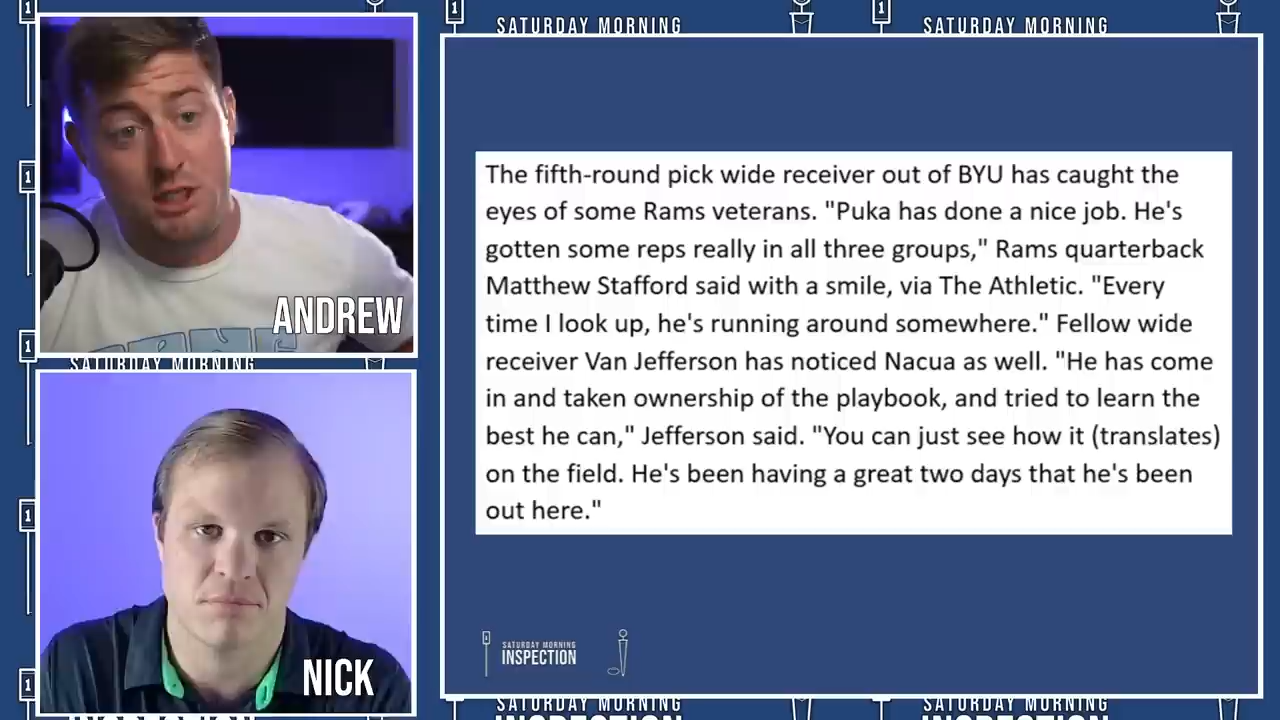 SATURDAY MORNING
SATURDAY MORNING
ANDREW
SATURDAY MORNING
NICK
The fifth-round pick wide receiver out of BYU has caught the
eyes of some Rams veterans. "Puka has done a nice job. He's
gotten some reps really in all three groups," Rams quarterback
Matthew Stafford said with a smile, via The Athletic. "Every
time I look up, he's running around somewhere." Fellow wide
receiver Van Jefferson has noticed Nacua as well. "He has come
in and taken ownership of the playbook, and tried to learn the
best he can," Jefferson said. "You can just see how it (translates)
on the field. He's been having a great two days that he's been
out here."
SATURDAY MORNING
INSPECTION
SATURDAY MORNING
SATURDAY MORNING